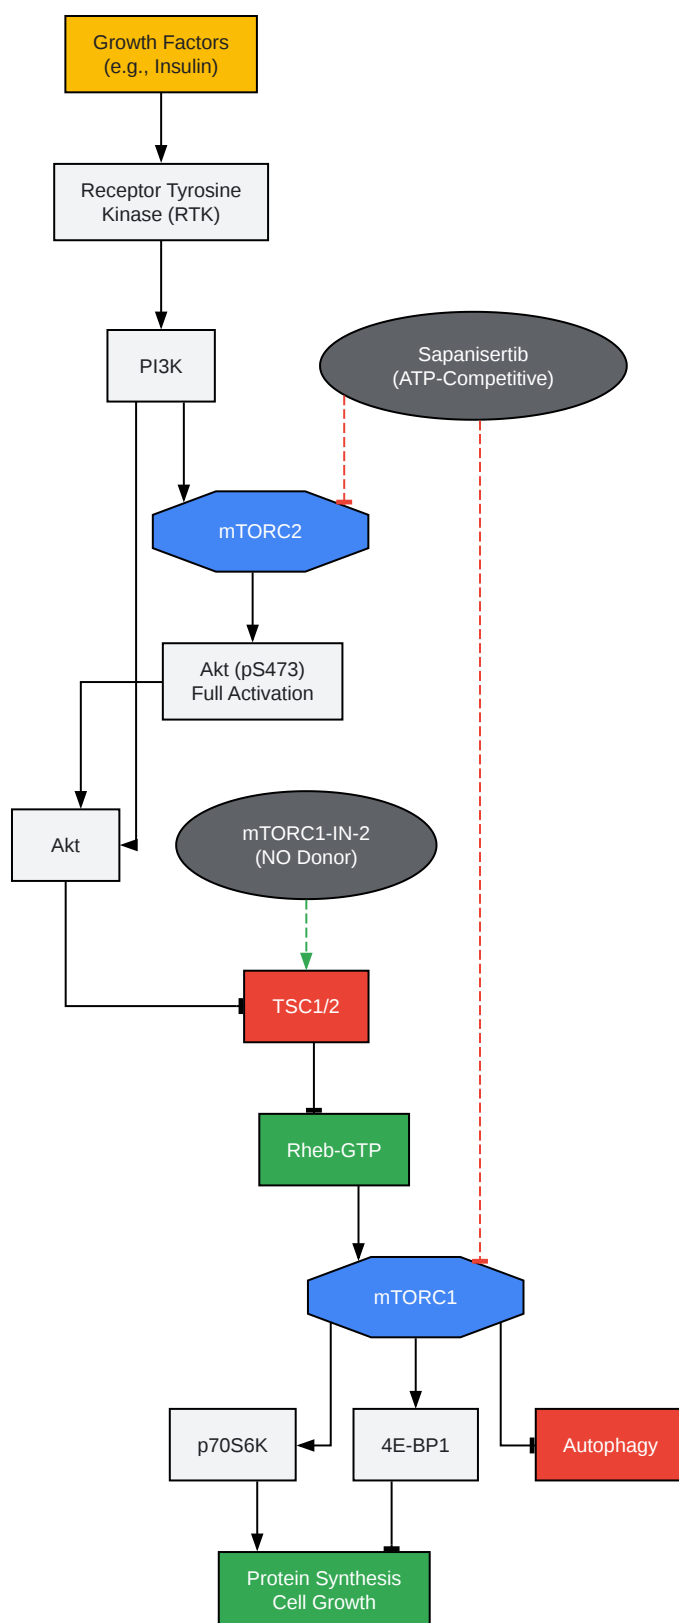 Growth Factors
(e.g., Insulin)
Receptor Tyrosine
Kinase (RTK)
PI3K
Sapanisertib
(ATP-Competitive)
mTORC2
Akt (pS473)
Full Activation
mTORC1-IN-2
(NO Donor)
Akt
TSC1/2
Rheb-GTP
mTORC1
p70S6K
4E-BP1
Autophagy
Protein Synthesis
Cell Growth